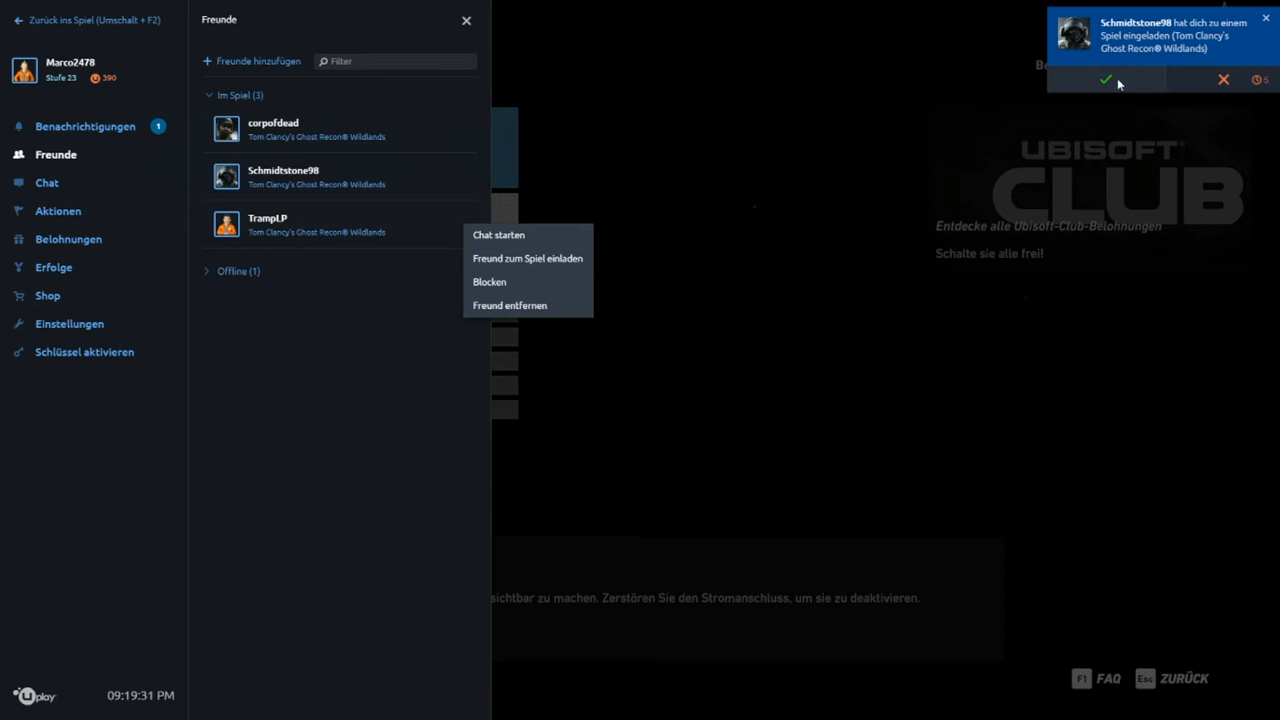 Zurück ins Spiel (Umschalt + F2)
Marco2478
Stufe 23 390
Benachrichtigungen 1
Freunde
Chat
Aktionen
Belohnungen
Erfolge
Shop
Einstellungen
Schlüssel aktivieren
uplay
09:19:31 PM
Freunde
Freunde hinzufügen
Filter
Im Spiel (3)
corpofdead
Tom Clancy's Ghost Recon® Wildlands
Schmidtstone98
Tom Clancy's Ghost Recon® Wildlands
TrampLP
Tom Clancy's Ghost Recon® Wildlands
Offline (1)
Chat starten
Freund zum Spiel einladen
Blocken
Freund entfernen
Schmidtstone98 hat dich zu einem
Spiel eingeladen (Tom Clancy's
Ghost Recon® Wildlands)
5
UBISOFT
CLUB
Entdecke alle Ubisoft-Club-Belohnungen
Schalte sie alle frei!
sichtbar zu machen. Zerstören Sie den Stromanschluss, um sie zu deaktivieren.
F1 FAQ Esc ZURÜCK